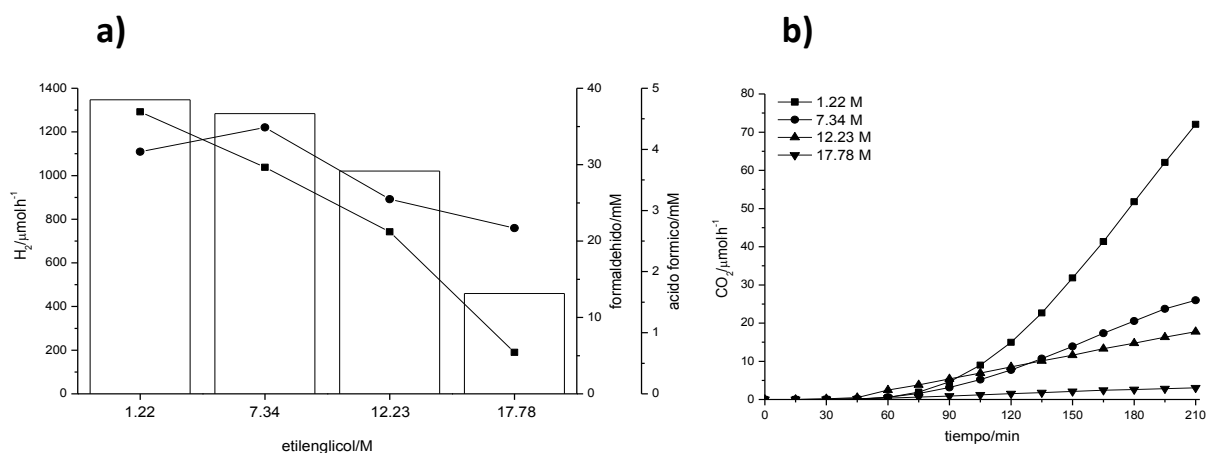 a)
b)
1400
1200
1000
800
600
400
200
0
H2/µmol·h-1
1.22 7.34 12.23 17.78
etilenglicol/M
40
30
20
10
0
formaldehido/mM
5
4
3
2
1
0
acido formico/mM
80
70
60
50
40
30
20
10
0
CO2/µmol·h-1
1.22 M
7.34 M
12.23 M
17.78 M
0 30 60 90 120 150 180 210
tiempo/min